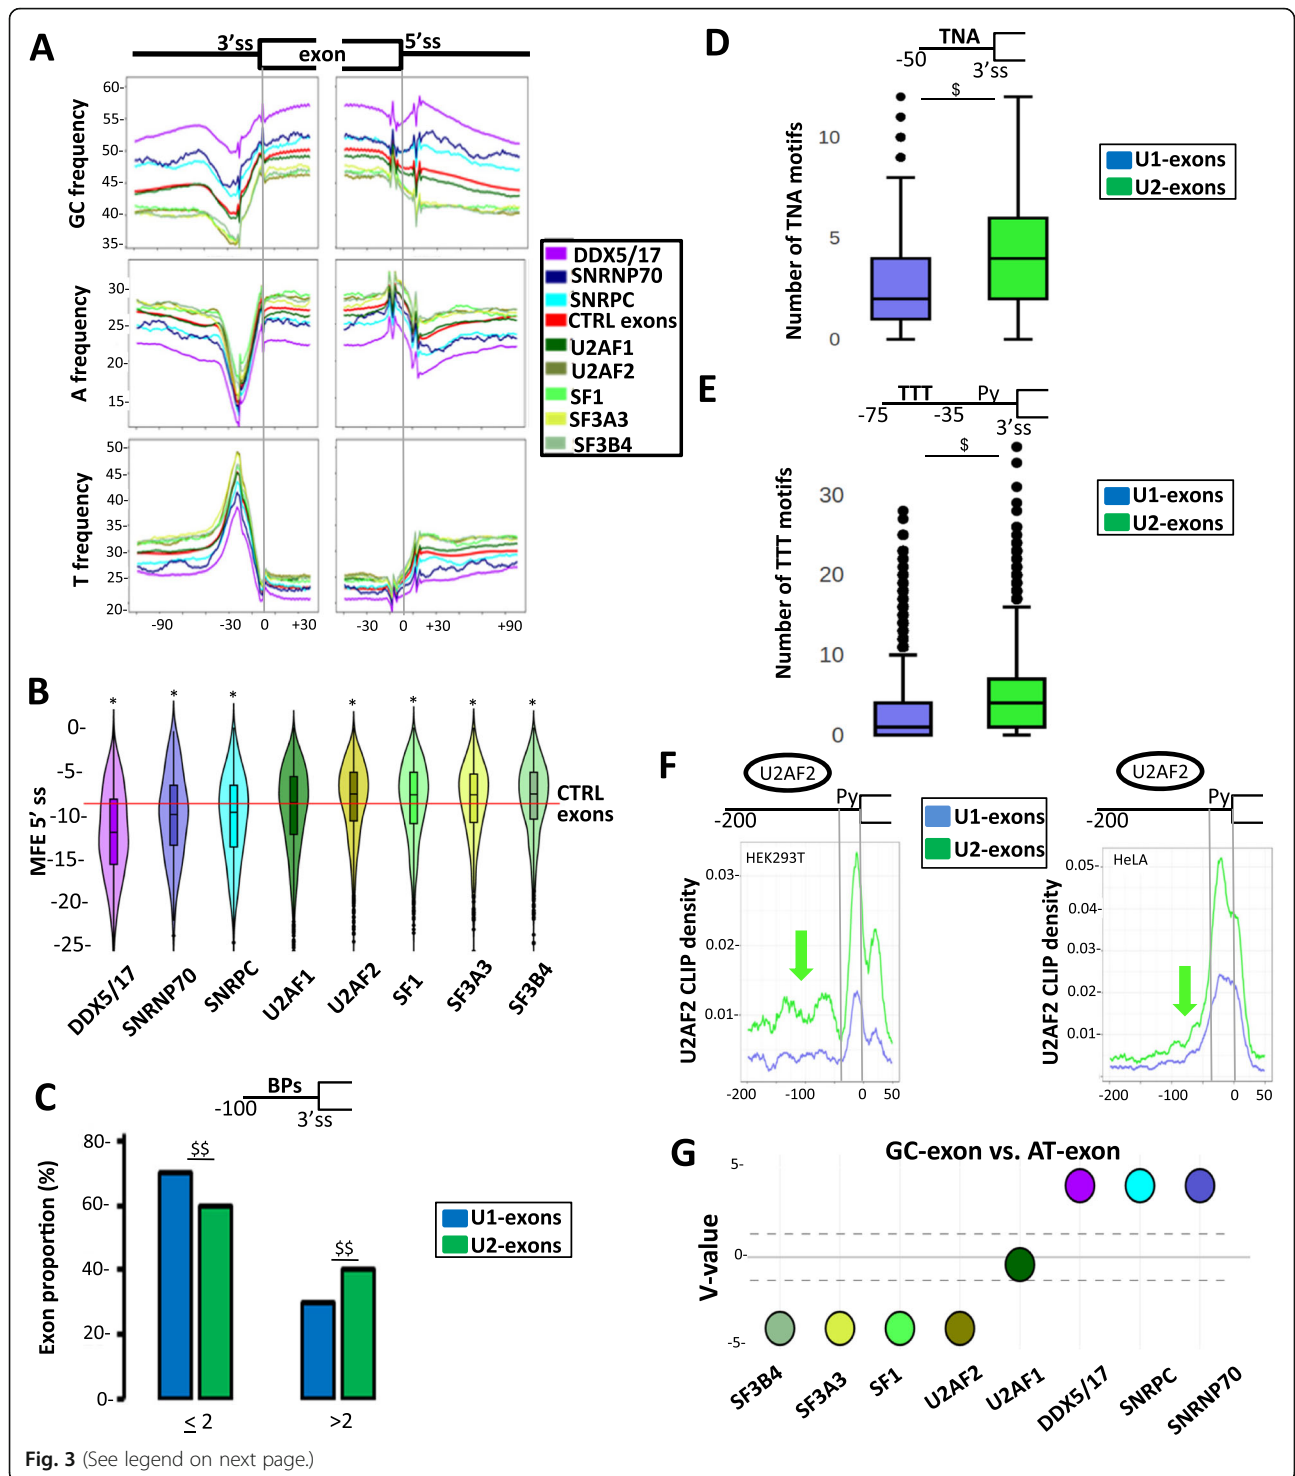 A
3'ss
exon
5'ss
GC frequency
60-
55-
50-
45-
40-
35-
A frequency
30-
25-
20-
15-
T frequency
50-
45-
40-
35-
30-
25-
20-
-90
-30
0
+30
-30
0
+30
+90
DDX5/17
SNRNP70
SNRPC
CTRL exons
U2AF1
U2AF2
SF1
SF3A3
SF3B4
B
MFE 5' ss
0-
-5-
-10-
-15-
-20-
-25-
* * * * * * *
CTRL
exons
DDX5/17
SNRNP70
SNRPC
U2AF1
U2AF2
SF1
SF3A3
SF3B4
C
BPs
-100
3'ss
Exon proportion (%)
80-
60-
40-
20-
0-
$$
$$
≤ 2
>2
U1-exons
U2-exons
D
TNA
-50
3'ss
$
Number of TNA motifs
10
5
0
U1-exons
U2-exons
E
TTT
Py
-75
-35
3'ss
$
Number of TTT motifs
30
20
10
0
U1-exons
U2-exons
F
U2AF2
Py
-200
HEK293T
U2AF2 CLIP density
0.03-
0.02-
0.01-
-200
-100
0
50
U1-exons
U2-exons
U2AF2
Py
-200
HeLA
U2AF2 CLIP density
0.05-
0.04-
0.03-
0.02-
0.01-
-200
-100
0
50
G
GC-exon vs. AT-exon
V-value
5-
0-
-5-
SF3B4
SF3A3
SF1
U2AF2
U2AF1
DDX5/17
SNRPC
SNRNP70
Fig. 3 (See legend on next page.)